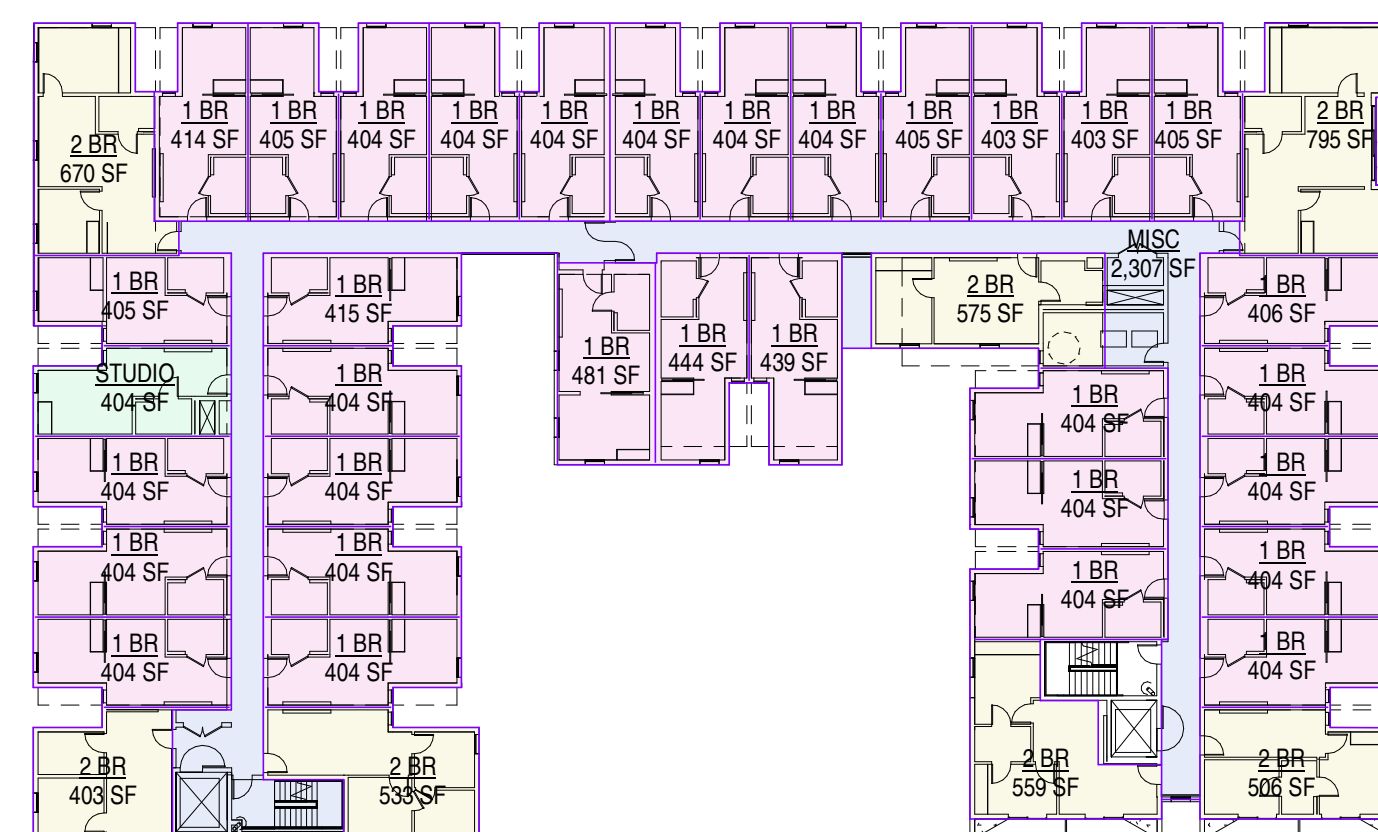 1 BR
414 SF
1 BR
405 SF
1 BR
404 SF
1 BR
404 SF
1 BR
404 SF
1 BR
404 SF
1 BR
404 SF
1 BR
404 SF
1 BR
405 SF
1 BR
403 SF
1 BR
403 SF
1 BR
405 SF
2 BR
795 SF
2 BR
670 SF
MISC
2,307 SF
1 BR
405 SF
1 BR
415 SF
2 BR
575 SF
1 BR
406 SF
1 BR
481 SF
1 BR
444 SF
1 BR
439 SF
STUDIO
404 SF
1 BR
404 SF
1 BR
404 SF
1 BR
404 SF
1 BR
404 SF
1 BR
404 SF
1 BR
404 SF
1 BR
404 SF
1 BR
404 SF
1 BR
404 SF
1 BR
404 SF
1 BR
404 SF
1 BR
404 SF
1 BR
404 SF
1 BR
404 SF
2 BR
403 SF
2 BR
533 SF
2 BR
559 SF
2 BR
506 SF